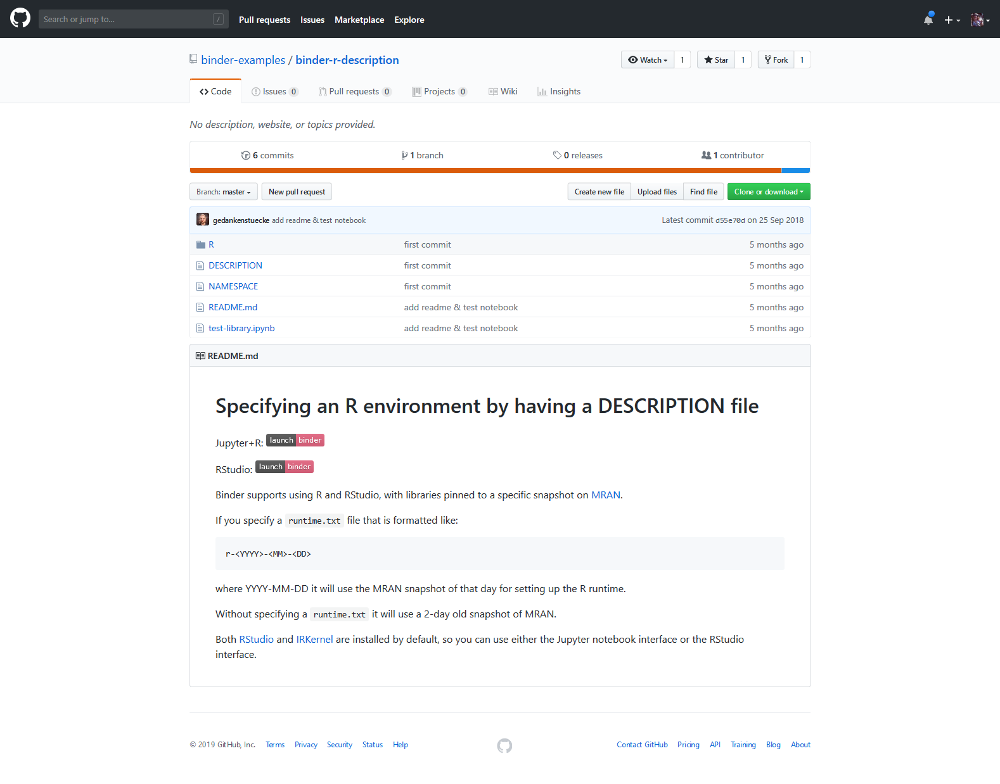 Search or jump to... / Pull requests Issues Marketplace Explore
binder-examples / binder-r-description Watch 1 Star 1 Fork 1
Code Issues 0 Pull requests 0 Projects 0 Wiki Insights
No description, website, or topics provided.
6 commits 1 branch 0 releases 1 contributor
Branch: master New pull request Create new file Upload files Find file Clone or download
gedankenstuecke add readme & test notebook Latest commit d55e70d on 25 Sep 2018
R first commit 5 months ago
DESCRIPTION first commit 5 months ago
NAMESPACE first commit 5 months ago
README.md add readme & test notebook 5 months ago
test-library.ipynb add readme & test notebook 5 months ago
README.md
Specifying an R environment by having a DESCRIPTION file
Jupyter+R: launch binder
RStudio: launch binder
Binder supports using R and RStudio, with libraries pinned to a specific snapshot on MRAN.
If you specify a runtime.txt file that is formatted like:
r-<YYYY>-<MM>-<DD>
where YYYY-MM-DD it will use the MRAN snapshot of that day for setting up the R runtime.
Without specifying a runtime.txt it will use a 2-day old snapshot of MRAN.
Both RStudio and IRKernel are installed by default, so you can use either the Jupyter notebook interface or the RStudio
interface.
© 2019 GitHub, Inc. Terms Privacy Security Status Help Contact GitHub Pricing API Training Blog About